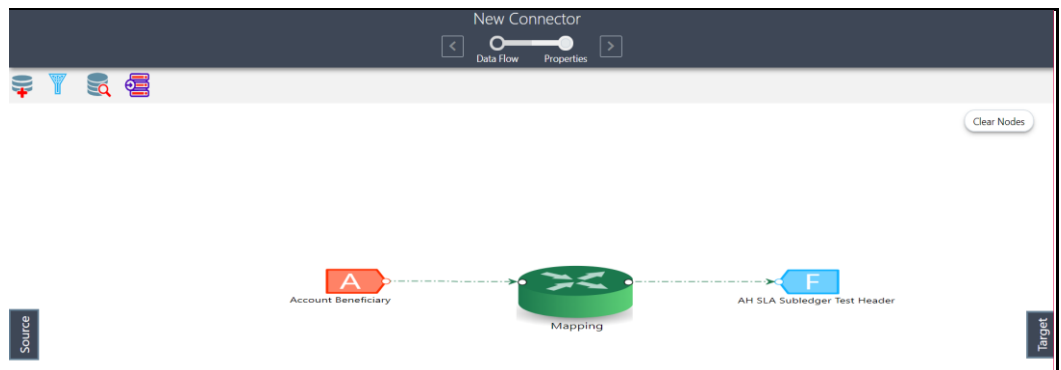 New Connector
<
>
Data Flow
Properties
Clear Nodes
A
F
Account Beneficiary
AH SLA Subledger Test Header
Mapping
Source
Target